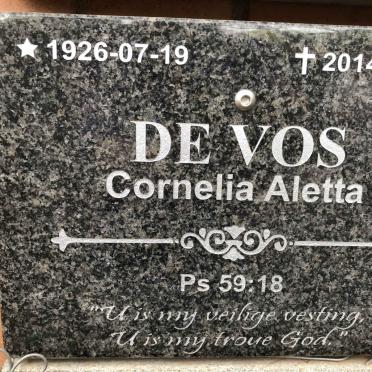 ★ 1926-07-19 ✝ 2014
DE VOS
Cornelia Aletta
Ps 59:18
"U is my veilige vesting,
U is my troue God."